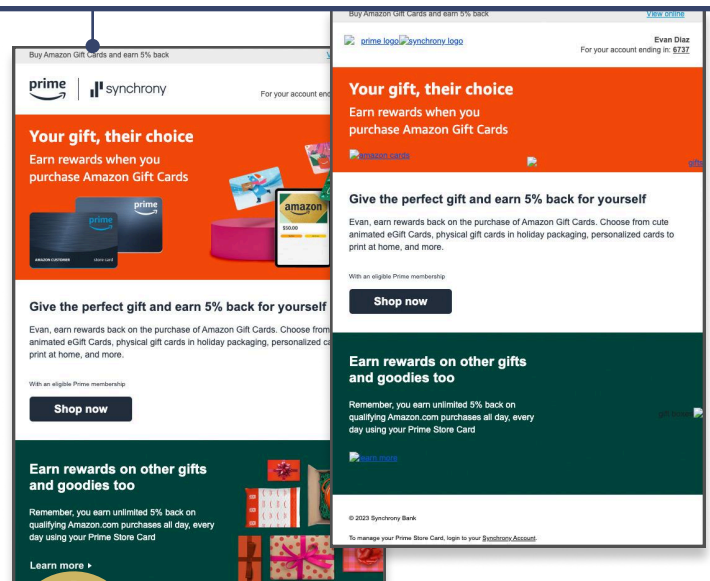 Buy Amazon Gift Cards and earn 5% back
prime synchrony
For your account end
Your gift, their choice
Earn rewards when you
purchase Amazon Gift Cards
prime
prime
AMAZON CUSTOMER store card
amazon
$50.00
Give the perfect gift and earn 5% back for yourself
Evan, earn rewards back on the purchase of Amazon Gift Cards. Choose from
animated eGift Cards, physical gift cards in holiday packaging, personalized ca
print at home, and more.
With an eligible Prime membership
Shop now
Earn rewards on other gifts
and goodies too
Remember, you earn unlimited 5% back on
qualifying Amazon.com purchases all day, every
day using your Prime Store Card
Learn more
Buy Amazon Gift Cards and earn 5% back View online
prime logo synchrony logo
Evan Diaz
For your account ending in: 6737
Your gift, their choice
Earn rewards when you
purchase Amazon Gift Cards
amazon cards gifts
Give the perfect gift and earn 5% back for yourself
Evan, earn rewards back on the purchase of Amazon Gift Cards. Choose from cute
animated eGift Cards, physical gift cards in holiday packaging, personalized cards to
print at home, and more.
With an eligible Prime membership
Shop now
Earn rewards on other gifts
and goodies too
Remember, you earn unlimited 5% back on
qualifying Amazon.com purchases all day, every
day using your Prime Store Card
learn more
© 2023 Synchrony Bank
To manage your Prime Store Card, login to your Synchrony Account.